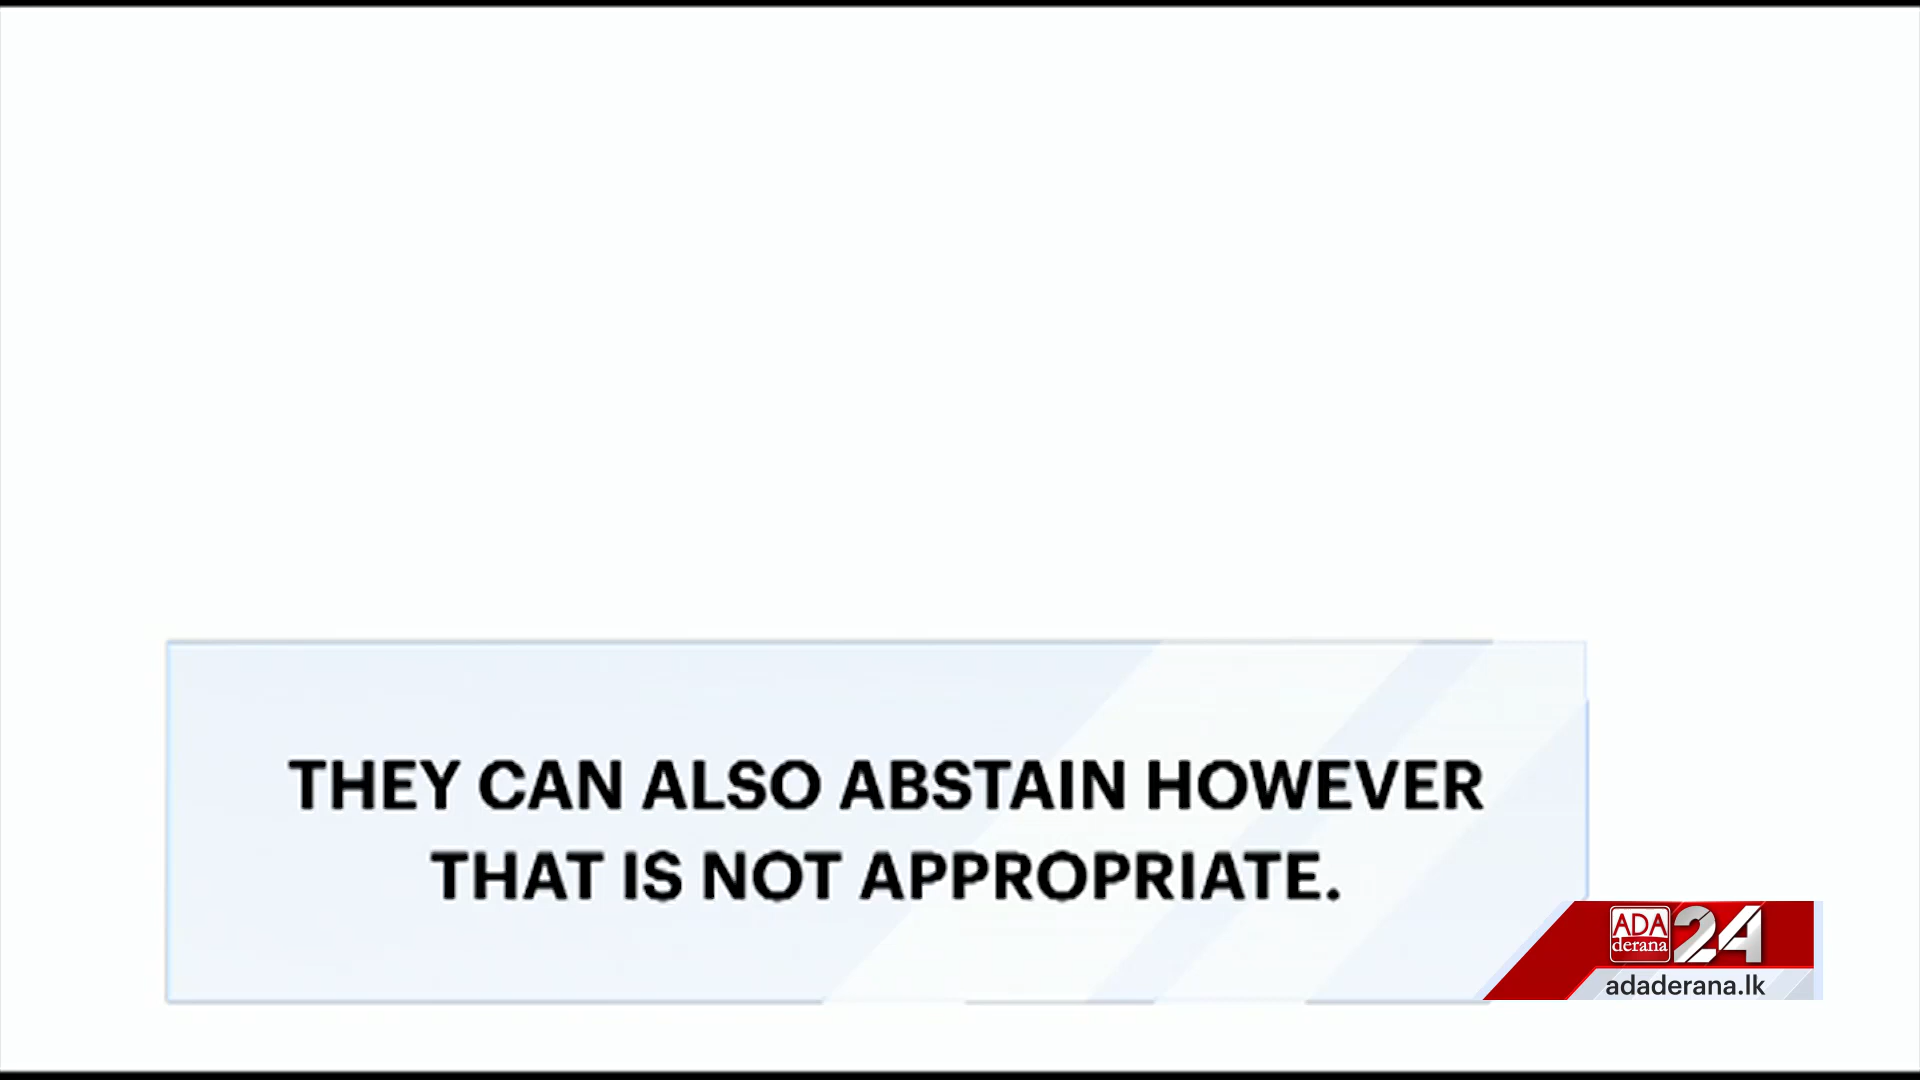 THEY CAN ALSO ABSTAIN HOWEVER
THAT IS NOT APPROPRIATE.
ADA
derana
24
adaderana.lk